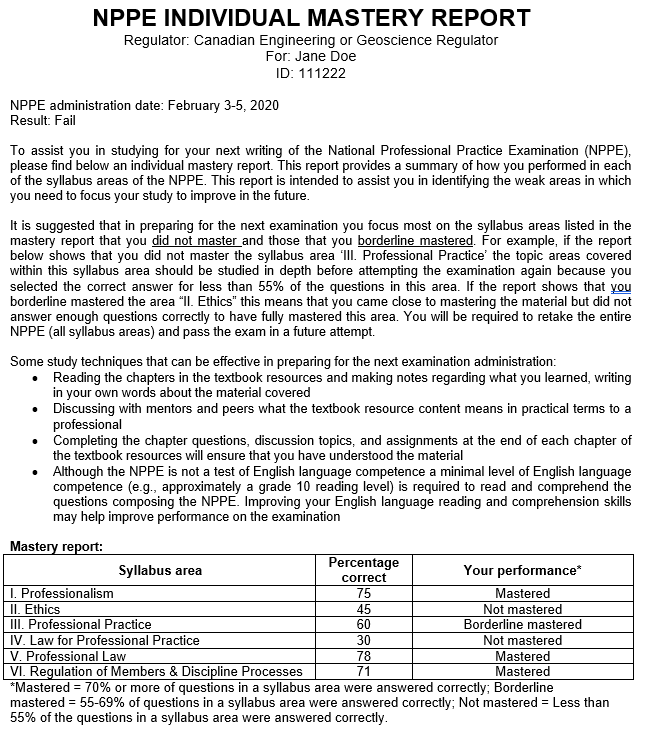 NPPE INDIVIDUAL MASTERY REPORT
Regulator: Canadian Engineering or Geoscience Regulator
For: Jane Doe
ID: 111222
NPPE administration date: February 3-5, 2020
Result: Fail
To assist you in studying for your next writing of the National Professional Practice Examination (NPPE),
please find below an individual mastery report. This report provides a summary of how you performed in each
of the syllabus areas of the NPPE. This report is intended to assist you in identifying the weak areas in which
you need to focus your study to improve in the future.
It is suggested that in preparing for the next examination you focus most on the syllabus areas listed in the
mastery report that you did not master and those that you borderline mastered. For example, if the report
below shows that you did not master the syllabus area ‘III. Professional Practice’ the topic areas covered
within this syllabus area should be studied in depth before attempting the examination again because you
selected the correct answer for less than 55% of the questions in this area. If the report shows that you
borderline mastered the area “II. Ethics” this means that you came close to mastering the material but did not
answer enough questions correctly to have fully mastered this area. You will be required to retake the entire
NPPE (all syllabus areas) and pass the exam in a future attempt.
Some study techniques that can be effective in preparing for the next examination administration:
• Reading the chapters in the textbook resources and making notes regarding what you learned, writing
in your own words about the material covered
• Discussing with mentors and peers what the textbook resource content means in practical terms to a
professional
• Completing the chapter questions, discussion topics, and assignments at the end of each chapter of
the textbook resources will ensure that you have understood the material
• Although the NPPE is not a test of English language competence a minimal level of English language
competence (e.g., approximately a grade 10 reading level) is required to read and comprehend the
questions composing the NPPE. Improving your English language reading and comprehension skills
may help improve performance on the examination
Mastery report:
Syllabus area Percentage correct Your performance*
I. Professionalism 75 Mastered
II. Ethics 45 Not mastered
III. Professional Practice 60 Borderline mastered
IV. Law for Professional Practice 30 Not mastered
V. Professional Law 78 Mastered
VI. Regulation of Members & Discipline Processes 71 Mastered
*Mastered = 70% or more of questions in a syllabus area were answered correctly; Borderline
mastered = 55-69% of questions in a syllabus area were answered correctly; Not mastered = Less than
55% of the questions in a syllabus area were answered correctly.